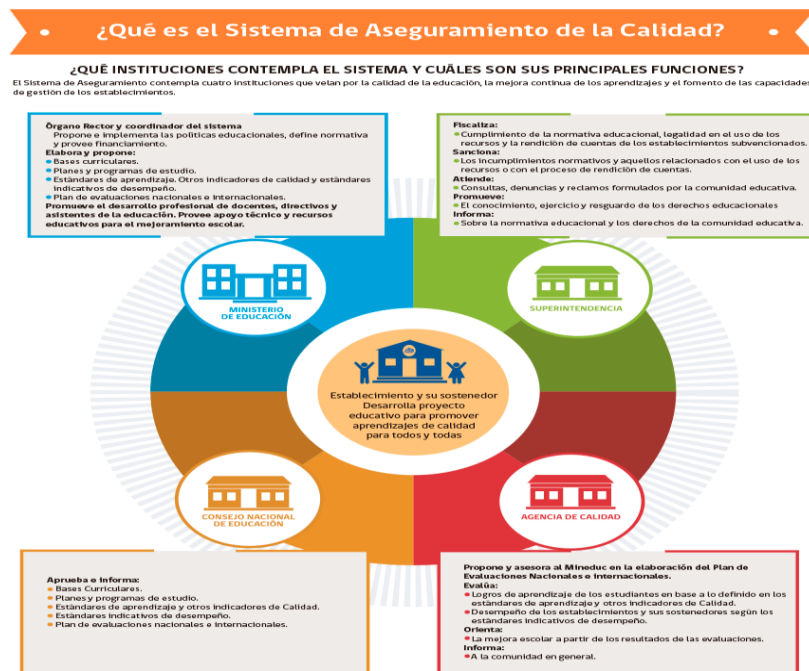 ¿Qué es el Sistema de Aseguramiento de la Calidad?
¿QUÉ INSTITUCIONES CONTEMPLA EL SISTEMA Y CUÁLES SON SUS PRINCIPALES FUNCIONES?
El Sistema de Aseguramiento contempla cuatro instituciones que velan por la calidad de la educación, la mejora continua de los aprendizajes y el fomento de las capacidades
de gestión de los establecimientos.
Órgano Rector y coordinador del sistema
Propone e implementa las políticas educacionales, define normativa
y provee financiamiento.
Elabora y propone:
Bases curriculares.
Planes y programas de estudio.
Estándares de aprendizaje. Otros indicadores de calidad y estándares
indicativos de desempeño.
Plan de evaluaciones nacionales e internacionales.
Promueve el desarrollo profesional de docentes, directivos y
asistentes de la educación. Provee apoyo técnico y recursos
educativos para el mejoramiento escolar.
Fiscaliza:
Cumplimiento de la normativa educacional, legalidad en el uso de los
recursos y la rendición de cuentas de los establecimientos subvencionados.
Sanciona:
Los incumplimientos normativos y aquellos relacionados con el uso de los
recursos o con el proceso de rendición de cuentas.
Atiende:
Consultas, denuncias y reclamos formulados por la comunidad educativa.
Promueve:
El conocimiento, ejercicio y resguardo de los derechos educacionales
Informa:
Sobre la normativa educacional y los derechos de la comunidad educativa.
MINISTERIO
DE EDUCACIÓN
SUPERINTENDENCIA
Establecimiento y su sostenedor
Desarrolla proyecto
educativo para promover
aprendizajes de calidad
para todos y todas
CONSEJO NACIONAL
DE EDUCACIÓN
AGENCIA DE CALIDAD
Aprueba e informa:
Bases Curriculares.
Planes y programas de estudio.
Estándares de aprendizaje y otros indicadores de Calidad.
Estándares indicativos de desempeño.
Plan de evaluaciones nacionales e internacionales.
Propone y asesora al Mineduc en la elaboración del Plan de
Evaluaciones Nacionales e Internacionales.
Evalúa:
Logros de aprendizaje de los estudiantes en base a lo definido en los
estándares de aprendizaje y otros indicadores de Calidad.
Desempeño de los establecimientos y sus sostenedores según los
estándares indicativos de desempeño.
Orienta:
La mejora escolar a partir de los resultados de las evaluaciones.
Informa:
A la comunidad en general.